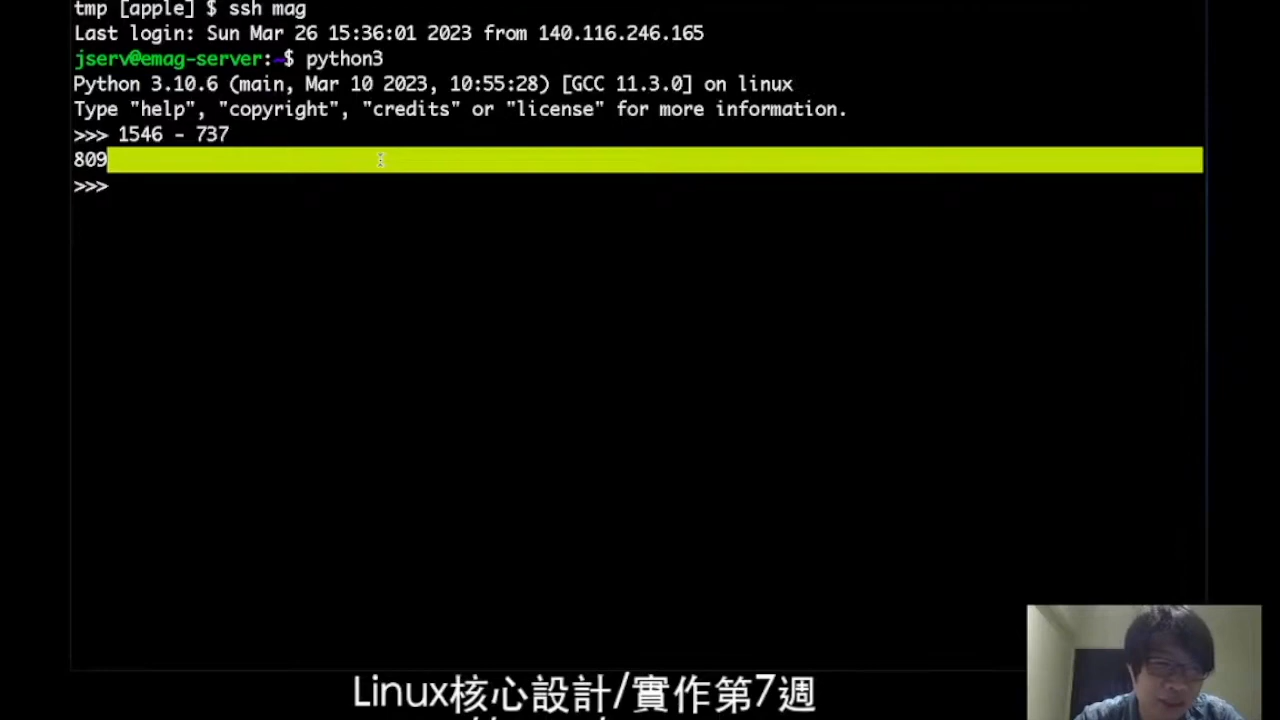 tmp [apple] $ ssh mag
Last login: Sun Mar 26 15:36:01 2023 from 140.116.246.165
jserv@emag-server:~$ python3
Python 3.10.6 (main, Mar 10 2023, 10:55:28) [GCC 11.3.0] on linux
Type "help", "copyright", "credits" or "license" for more information.
>>> 1546 - 737
809
>>>
Linux核心設計/實作第7週